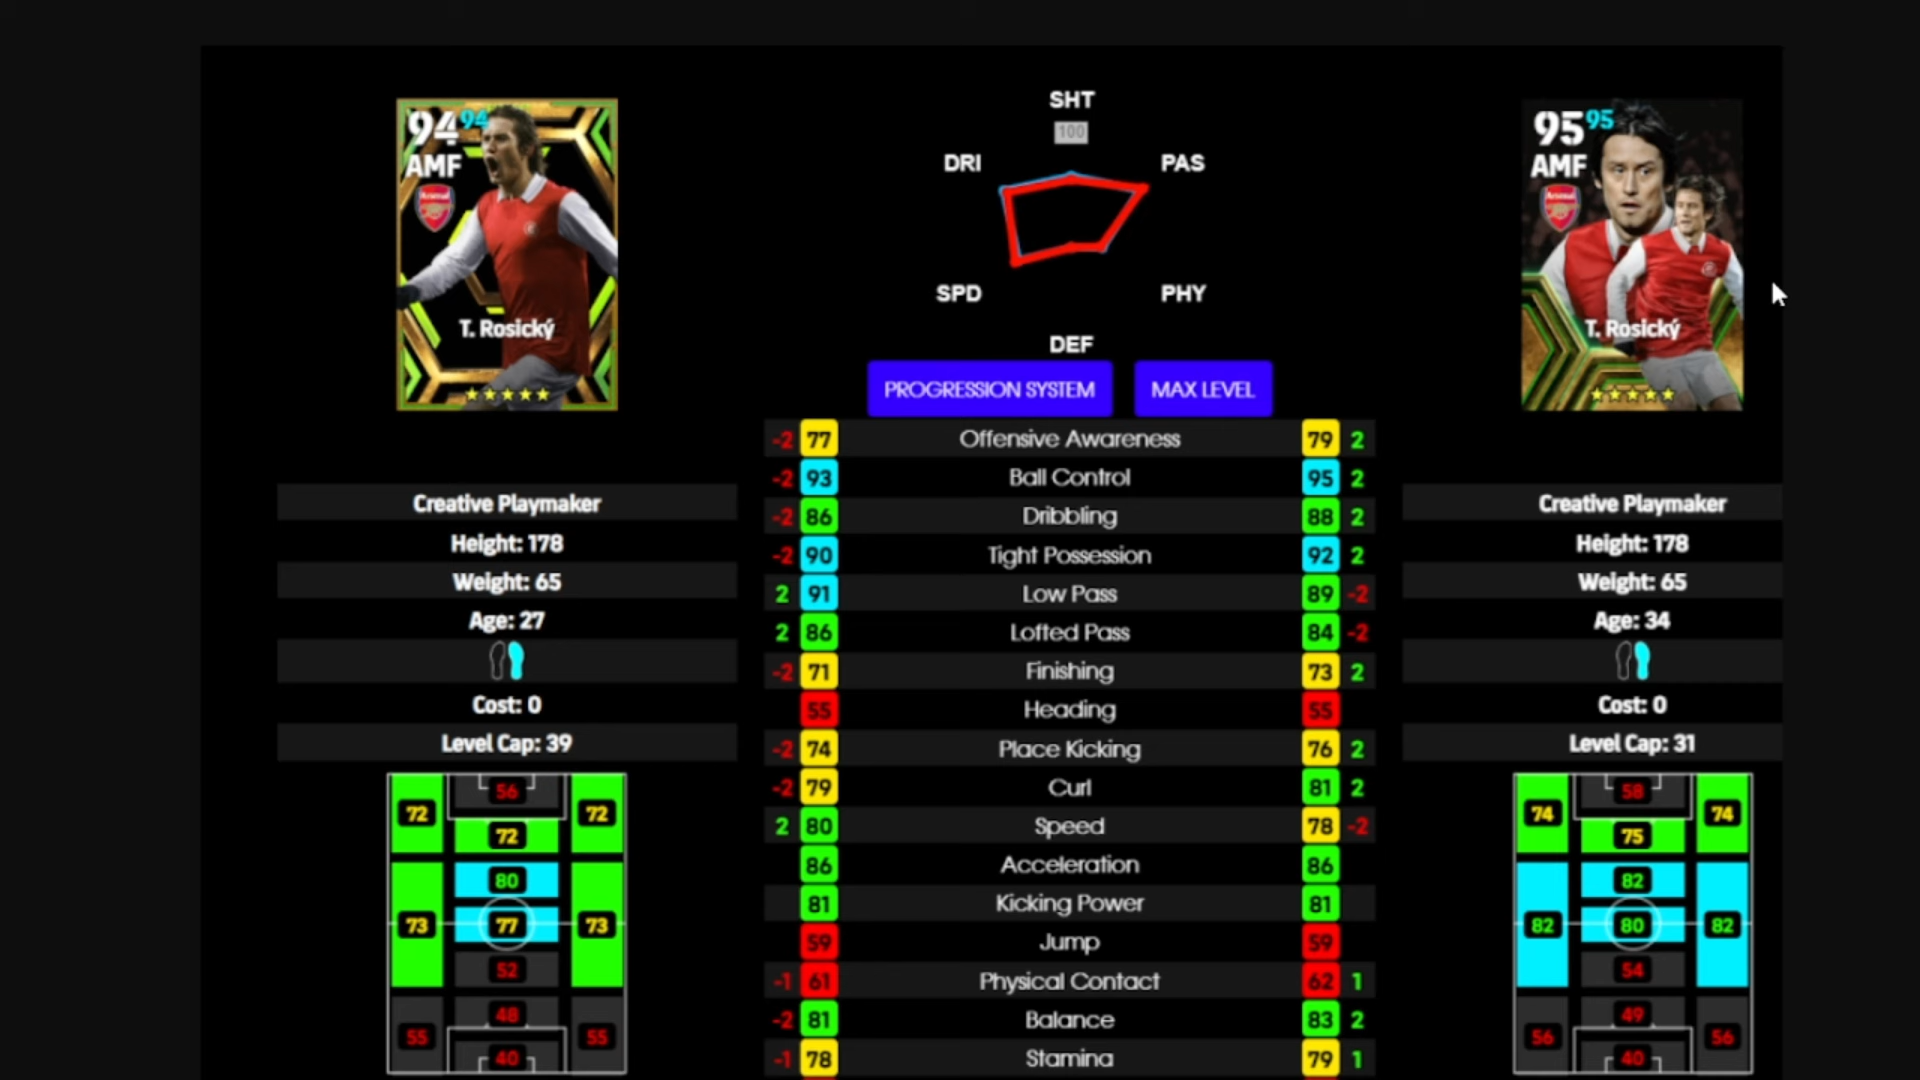 94 94
AMF
Arsenal
T. Rosický
SHT
100
DRI
PAS
SPD
PHY
DEF
95 95
AMF
Arsenal
T. Rosický
PROGRESSION SYSTEM
MAX LEVEL
Creative Playmaker
Height: 178
Weight: 65
Age: 27
Cost: 0
Level Cap: 39
56
72 72
72
80
73 77 73
52
48
55 55
40
-2 77 Offensive Awareness 79 2
-2 93 Ball Control 95 2
-2 86 Dribbling 88 2
-2 90 Tight Possession 92 2
2 91 Low Pass 89 -2
2 86 Lofted Pass 84 -2
-2 71 Finishing 73 2
55 Heading 55
-2 74 Place Kicking 76 2
-2 79 Curl 81 2
2 80 Speed 78 -2
86 Acceleration 86
81 Kicking Power 81
59 Jump 59
-1 61 Physical Contact 62 1
-2 81 Balance 83 2
-1 78 Stamina 79 1
Creative Playmaker
Height: 178
Weight: 65
Age: 34
Cost: 0
Level Cap: 31
58
74 74
75
82
82 80 82
54
49
56 56
40